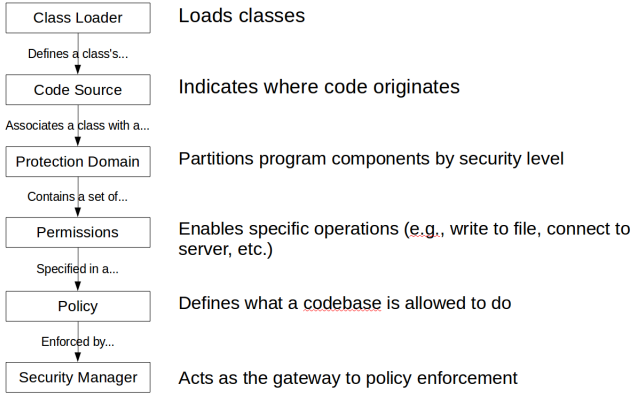 Class Loader
Loads classes
Defines a class's...
Code Source
Indicates where code originates
Associates a class with a...
Protection Domain
Partitions program components by security level
Contains a set of...
Permissions
Enables specific operations (e.g., write to file, connect to
server, etc.)
Specified in a...
Policy
Defines what a codebase is allowed to do
Enforced by...
Security Manager
Acts as the gateway to policy enforcement